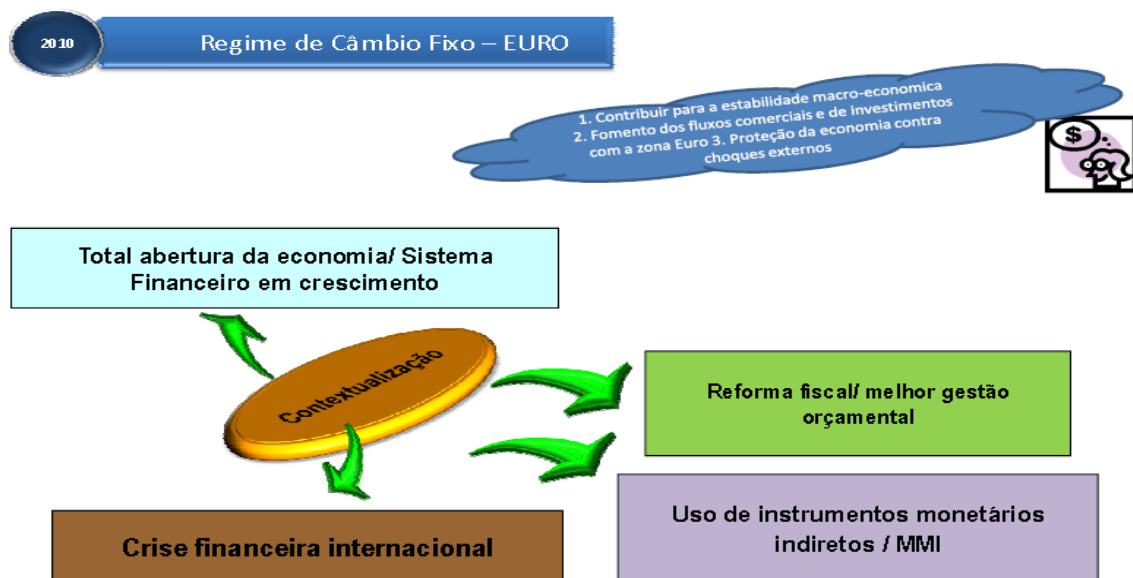 2010
Regime de Câmbio Fixo – EURO
1. Contribuir para a estabilidade macro-economica
2. Fomento dos fluxos comerciais e de investimentos
com a zona Euro 3. Proteção da economia contra
choques externos
$
Total abertura da economia/ Sistema
Financeiro em crescimento
Contextualização
Reforma fiscal/ melhor gestão
orçamental
Crise financeira internacional
Uso de instrumentos monetários
indiretos / MMI